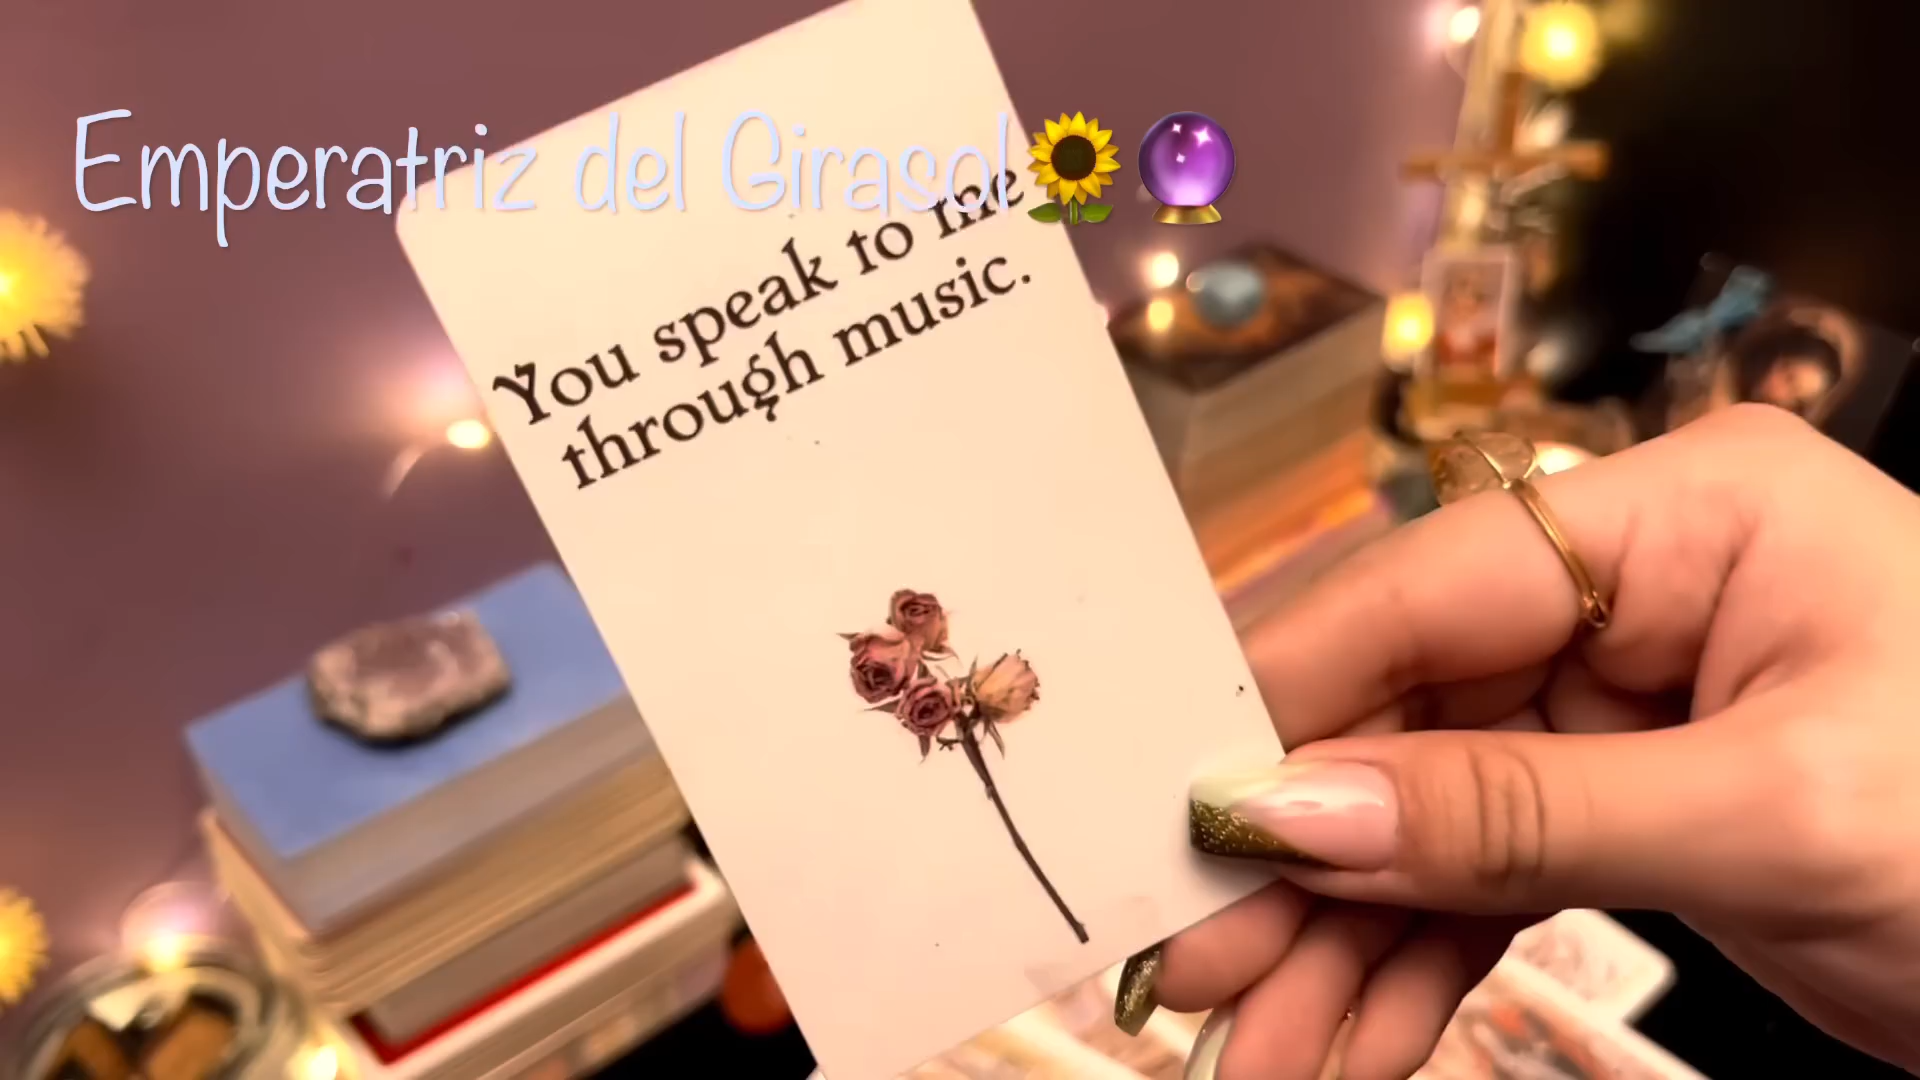 Emperatriz del Girasol🌻🔮
You speak to me
through music.